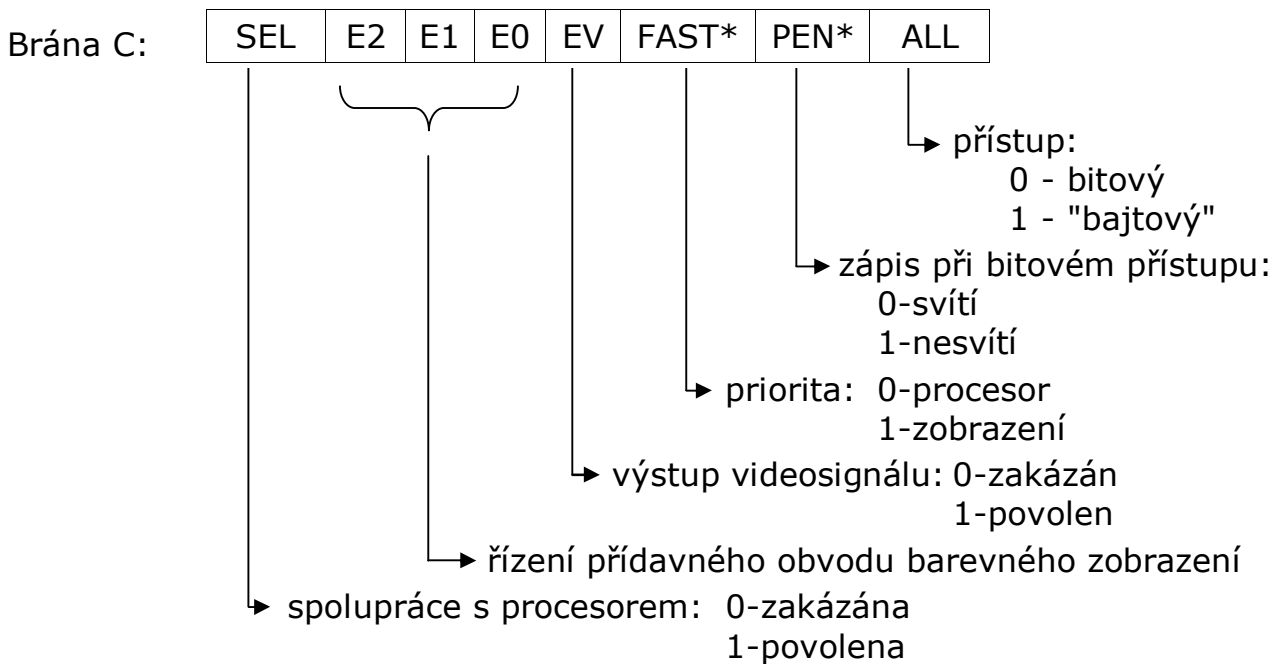 Brána C: SEL E2 E1 E0 EV FAST* PEN* ALL
přístup:
0 - bitový
1 - "bajtový"
zápis při bitovém přístupu:
0-svítí
1-nesvítí
priorita: 0-procesor
1-zobrazení
výstup videosignálu: 0-zakázán
1-povolen
řízení přídavného obvodu barevného zobrazení
spolupráce s procesorem: 0-zakázána
1-povolena